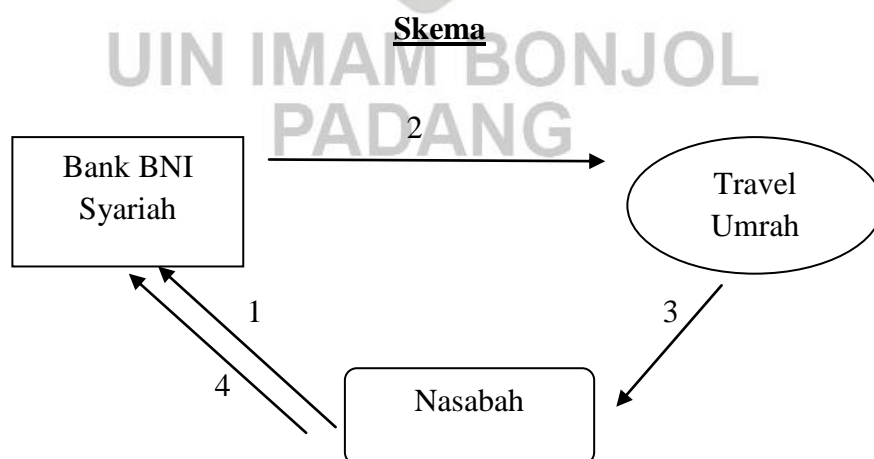 Skema
UIN IMAM BONJOL
PADANG
2
Bank BNI
Syariah
Travel
Umrah
1
3
4
Nasabah